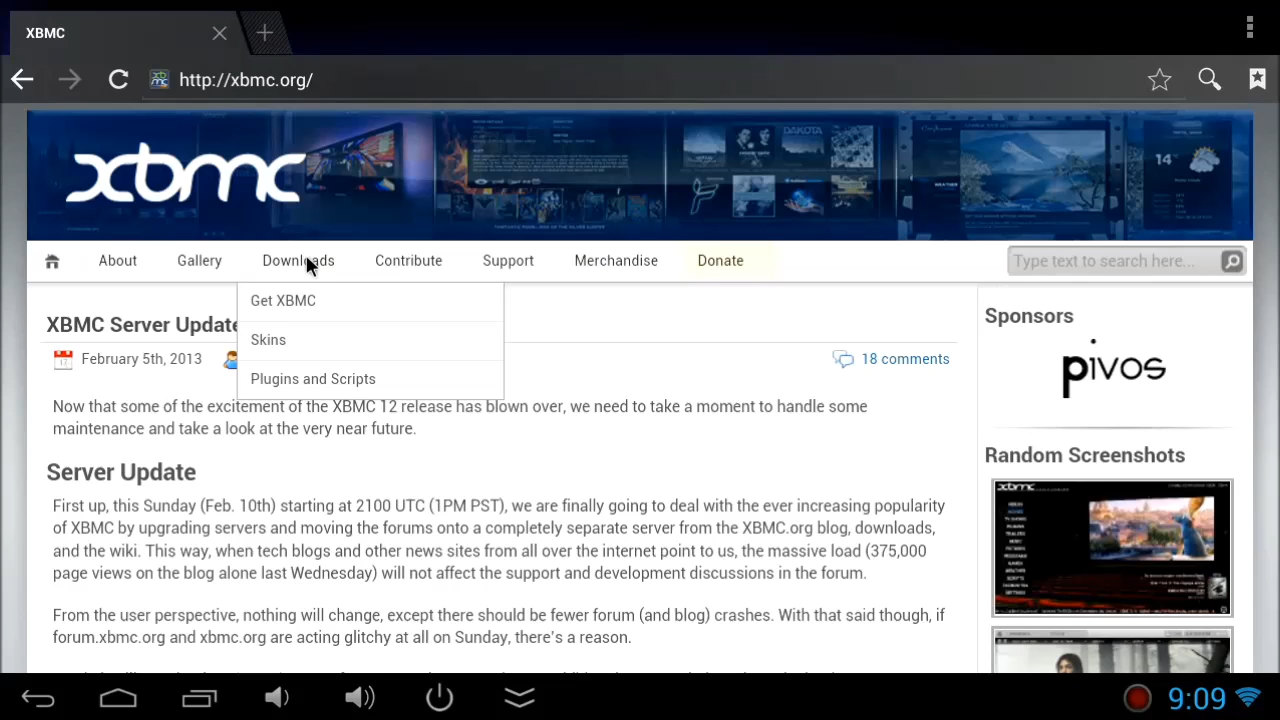 XBMC
http://xbmc.org/
xbmc
About Gallery Downloads Contribute Support Merchandise Donate
Type text to search here...
Get XBMC
Skins
Plugins and Scripts
XBMC Server Update
February 5th, 2013
18 comments
Now that some of the excitement of the XBMC 12 release has blown over, we need to take a moment to handle some
maintenance and take a look at the very near future.
Server Update
First up, this Sunday (Feb. 10th) starting at 2100 UTC (1PM PST), we are finally going to deal with the ever increasing popularity
of XBMC by upgrading servers and moving the forums onto a completely separate server from the XBMC.org blog, downloads,
and the wiki. This way, when tech blogs and other news sites from all over the internet point to us, the massive load (375,000
page views on the blog alone last Wednesday) will not affect the support and development discussions in the forum.
From the user perspective, nothing will change, except there should be fewer forum (and blog) crashes. With that said though, if
forum.xbmc.org and xbmc.org are acting glitchy at all on Sunday, there's a reason.
Sponsors
pivos
Random Screenshots
xbmc
DAKOTA
WEATHER
14
9:09